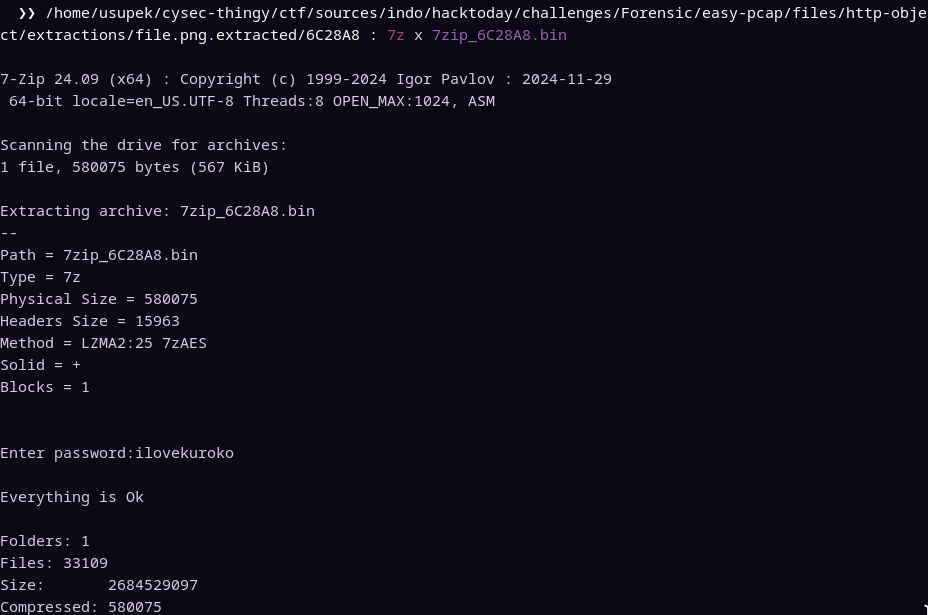 ❯❯ /home/usupek/cysec-thingy/ctf/sources/indo/hacktoday/challenges/Forensic/easy-pcap/files/http-obje
ct/extractions/file.png.extracted/6C28A8 : 7z x 7zip_6C28A8.bin
7-Zip 24.09 (x64) : Copyright (c) 1999-2024 Igor Pavlov : 2024-11-29
64-bit locale=en_US.UTF-8 Threads:8 OPEN_MAX:1024, ASM
Scanning the drive for archives:
1 file, 580075 bytes (567 KiB)
Extracting archive: 7zip_6C28A8.bin
--
Path = 7zip_6C28A8.bin
Type = 7z
Physical Size = 580075
Headers Size = 15963
Method = LZMA2:25 7zAES
Solid = +
Blocks = 1
Enter password:ilovekuroko
Everything is Ok
Folders: 1
Files: 33109
Size:       2684529097
Compressed: 580075